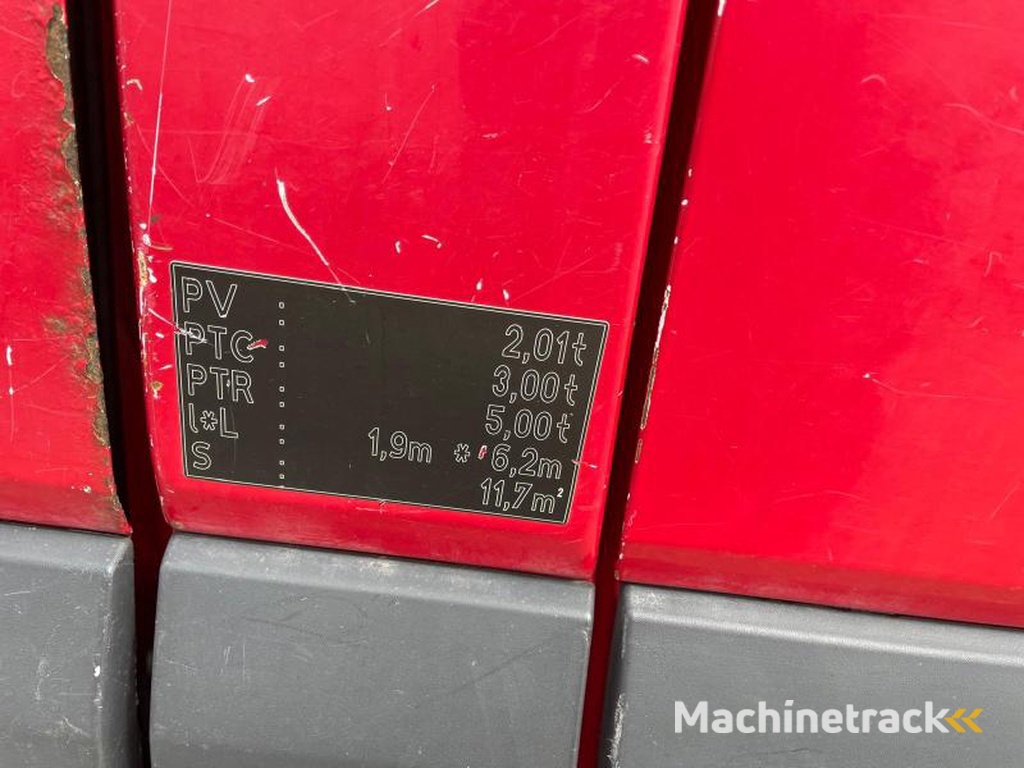 PV : 2,01t
PTC : 3,00t
PTR : 5,00t
l*L : 1,9m * 6,2m
S : 11,7m²
Machinetrack